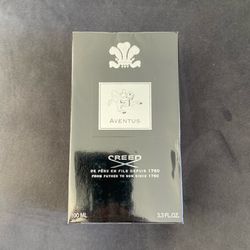 AVENTUS
CREED
DE PÈRE EN FILS DEPUIS 1760
FROM FATHER TO SON SINCE 1760
100 ML 3.3 FL.OZ.